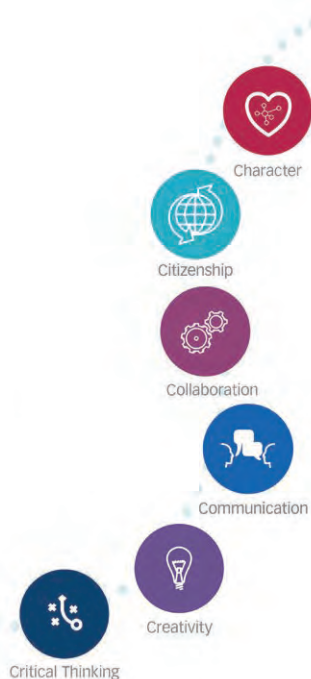 Character
Citizenship
Collaboration
Communication
Creativity
Critical Thinking